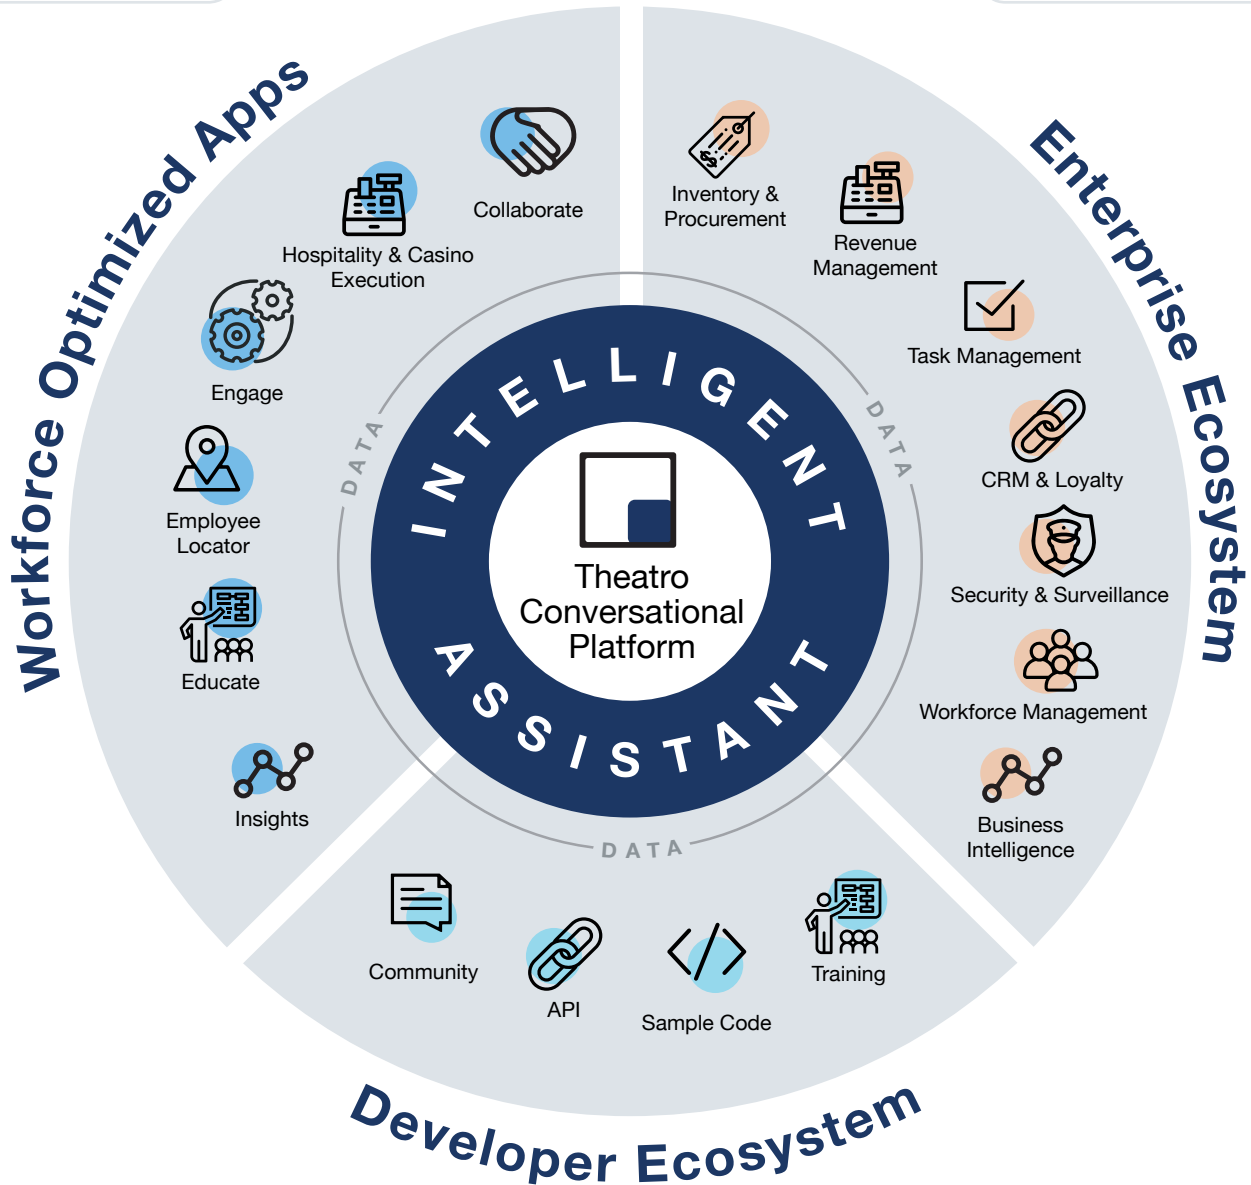 Workforce Optimized Apps
Collaborate
Hospitality & Casino
Execution
Engage
Employee
Locator
Educate
Insights
Enterprise Ecosystem
Inventory &
Procurement
Revenue
Management
Task Management
CRM & Loyalty
Security & Surveillance
Workforce Management
Business
Intelligence
DATA
DATA
INTELLIGENT
ASSISTANT
Theatro
Conversational
Platform
DATA
Community
API
Sample Code
Training
Developer Ecosystem